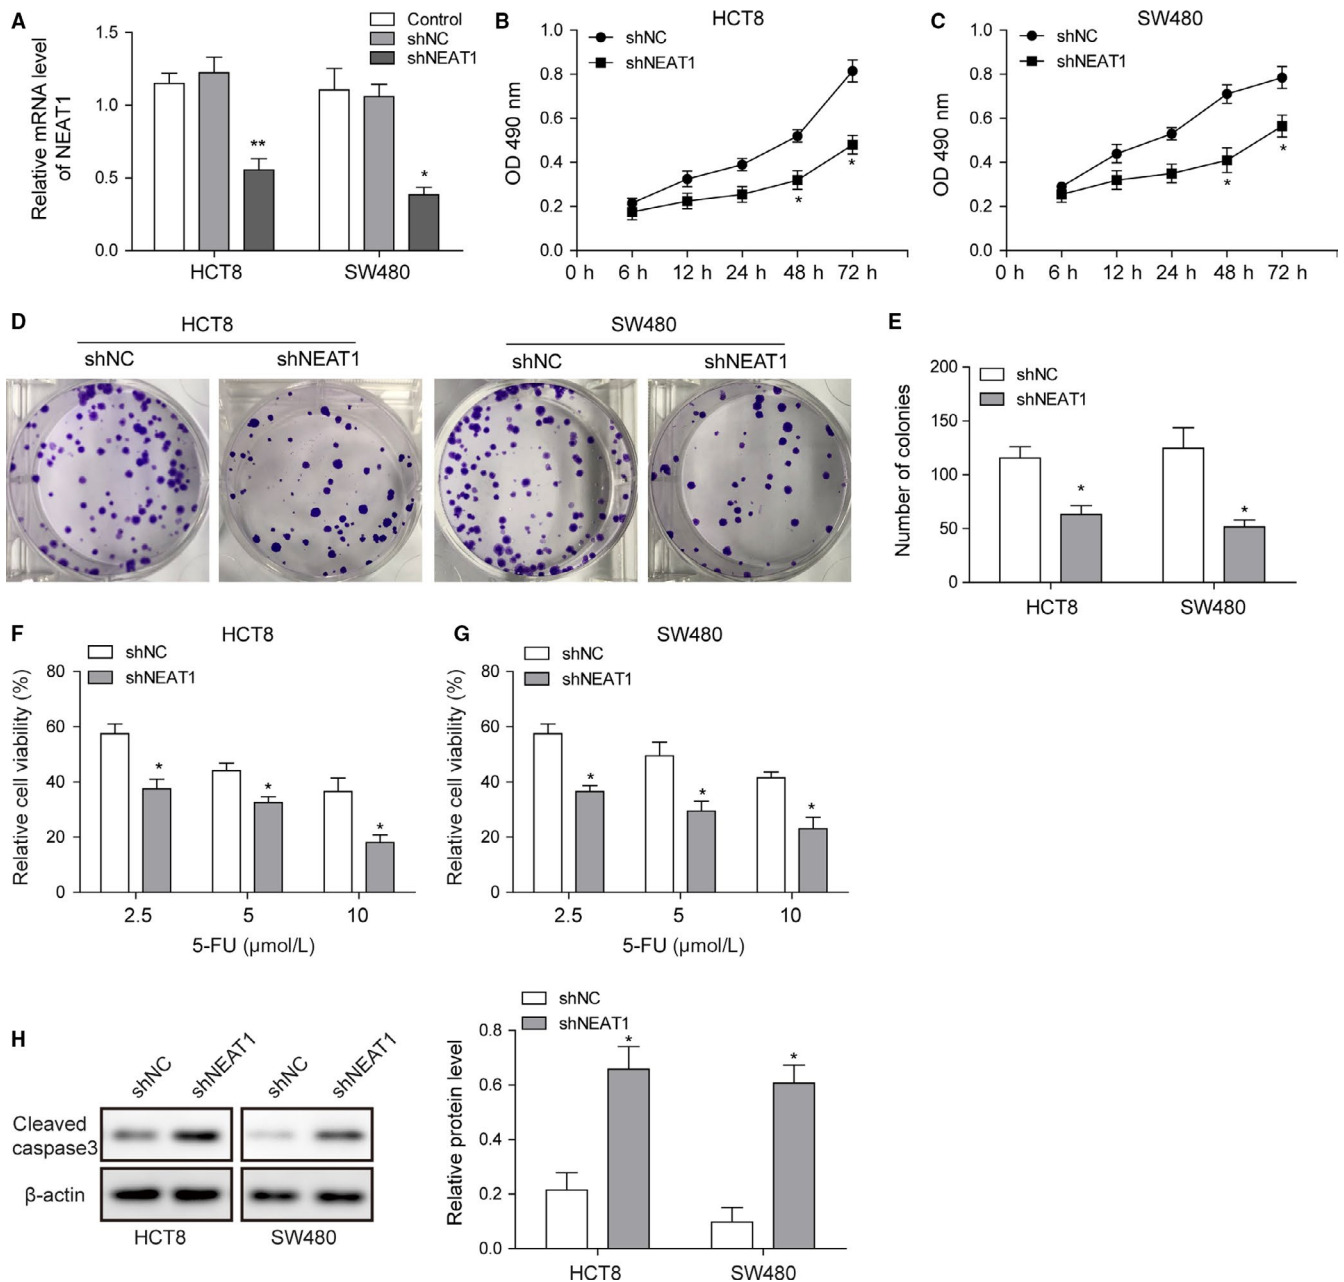 A
Relative mRNA level
of NEAT1
1.5
1.0
0.5
0.0
Control
shNC
shNEAT1
**
*
HCT8
SW480
B
HCT8
OD 490 nm
1.0
0.8
0.6
0.4
0.2
0.0
shNC
shNEAT1
*
*
0 h
6 h
12 h
24 h
48 h
72 h
C
SW480
OD 490 nm
1.0
0.8
0.6
0.4
0.2
0.0
shNC
shNEAT1
*
*
0 h
6 h
12 h
24 h
48 h
72 h
D
HCT8
shNC
shNEAT1
SW480
shNC
shNEAT1
E
Number of colonies
200
150
100
50
0
shNC
shNEAT1
*
*
HCT8
SW480
F
HCT8
Relative cell viability (%)
80
60
40
20
0
shNC
shNEAT1
*
*
*
2.5
5
10
5-FU (µmol/L)
G
SW480
Relative cell viability (%)
80
60
40
20
0
shNC
shNEAT1
*
*
*
2.5
5
10
5-FU (µmol/L)
H
shNC
shNEAT1
shNC
shNEAT1
Cleaved
caspase3
β-actin
HCT8
SW480
Relative protein level
0.8
0.6
0.4
0.2
0.0
shNC
shNEAT1
*
*
HCT8
SW480